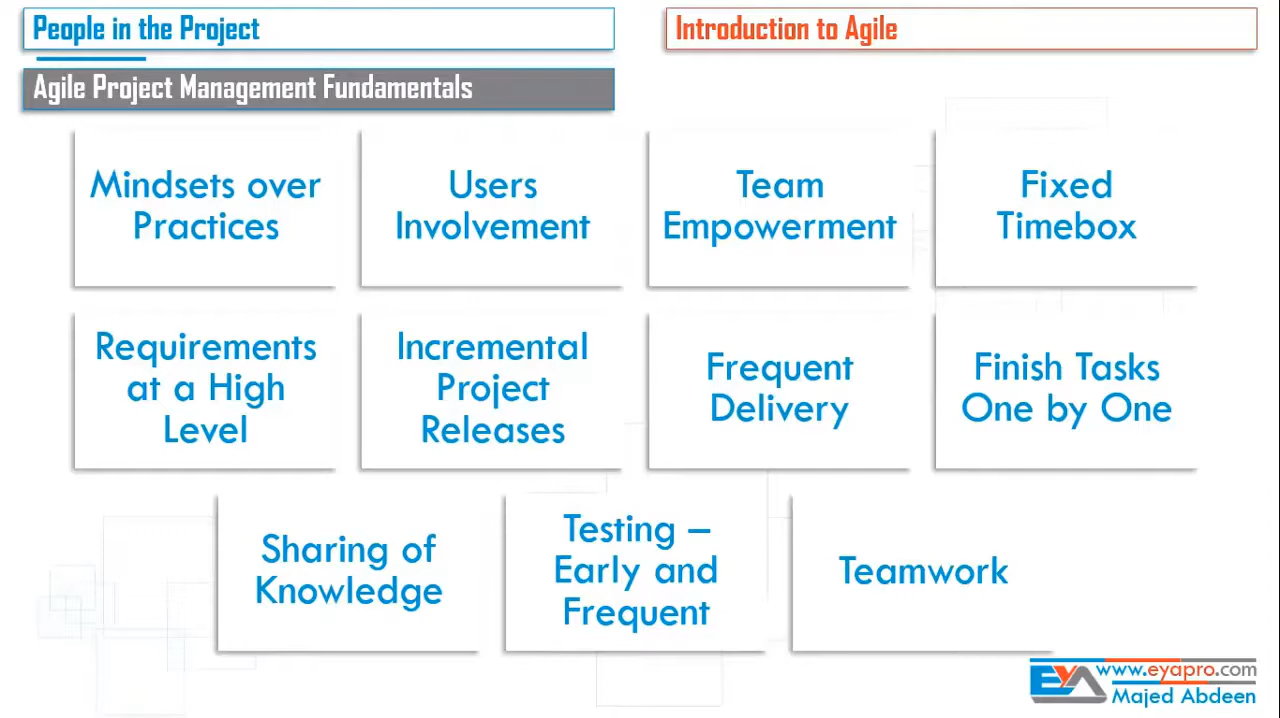 People in the Project
Introduction to Agile
Agile Project Management Fundamentals
Mindsets over
Practices
Users
Involvement
Team
Empowerment
Fixed
Timebox
Requirements
at a High
Level
Incremental
Project
Releases
Frequent
Delivery
Finish Tasks
One by One
Sharing of
Knowledge
Testing –
Early and
Frequent
Teamwork
EYA
www.eyapro.com
Majed Abdeen